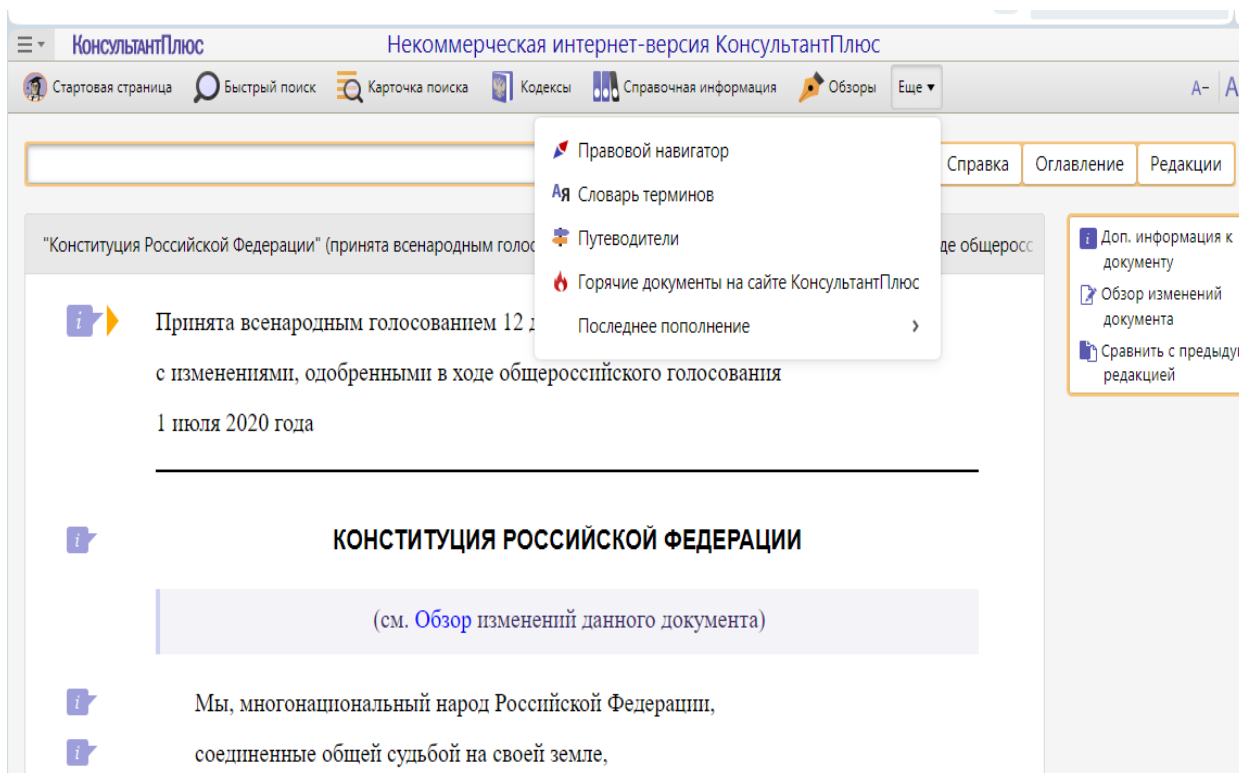 КонсультантПлюс Некоммерческая интернет-версия КонсультантПлюс
Стартовая страница Быстрый поиск Карточка поиска Кодексы Справочная информация Обзоры Еще А- А
Правовой навигатор
Справка Оглавление Редакции
Ая Словарь терминов
Путеводители
"Конституция Российской Федерации" (принята всенародным
Доп. информация к
документу
Горячие документы на сайте КонсультантПлюс
Обзор изменений
документа
Принята всенародным голосованием 12
Последнее пополнение
Сравнить с
редакцией
с изменениями, одобренными в ходе общероссийского голосования
1 июля 2020 года
КОНСТИТУЦИЯ РОССИЙСКОЙ ФЕДЕРАЦИИ
(см. Обзор изменений данного документа)
Мы, многонациональный народ Российской Федерации,
соединенные общей судьбой на своей земле,